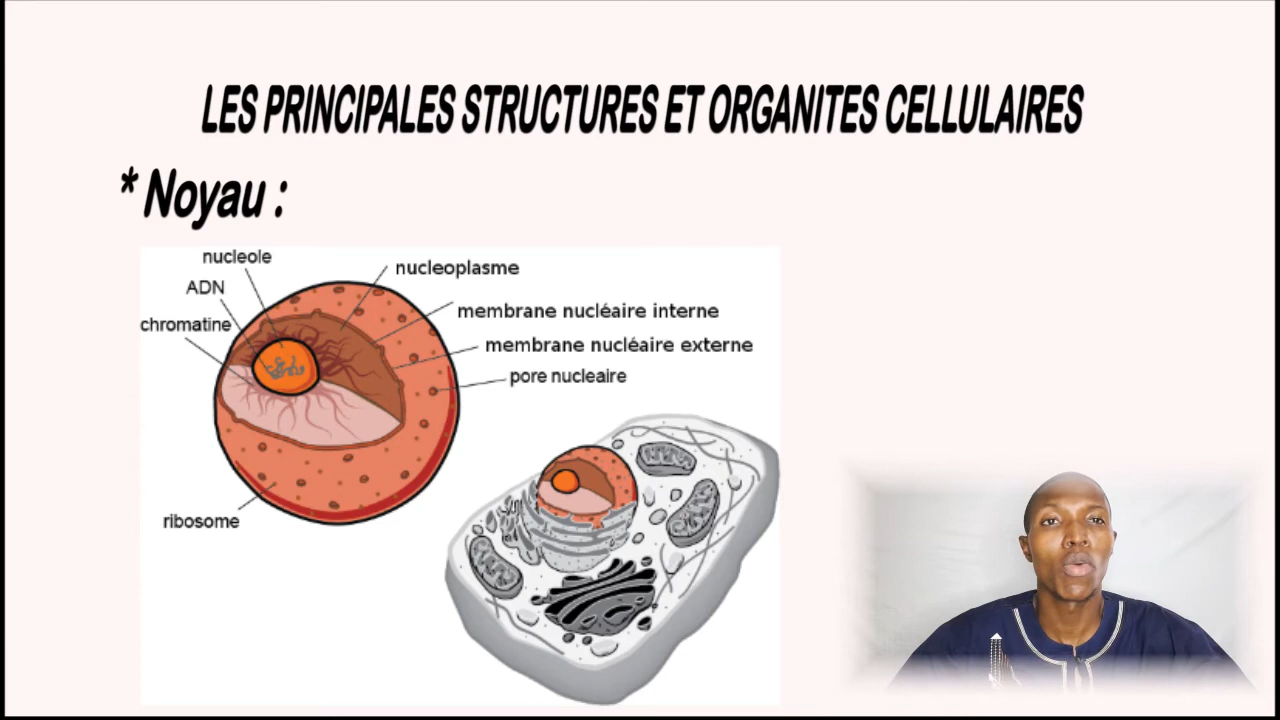 LES PRINCIPALES STRUCTURES ET ORGANITES CELLULAIRES
* Noyau :
nucleole
nucleoplasme
ADN
membrane nucléaire interne
chromatine
membrane nucléaire externe
pore nucleaire
ribosome